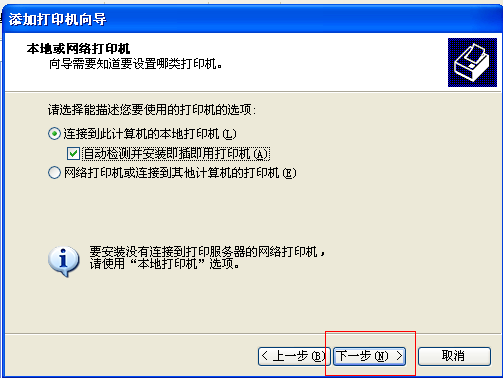 添加打印机向导
本地或网络打印机
向导需要知道要设置哪类打印机。
请选择能描述您要使用的打印机的选项:
连接到此计算机的本地打印机(L)
自动检测并安装即插即用打印机(A)
网络打印机或连接到其他计算机的打印机(E)
要安装没有连接到打印服务器的网络打印机，
请使用“本地打印机”选项。
< 上一步(B) 下一步(N) > 取消